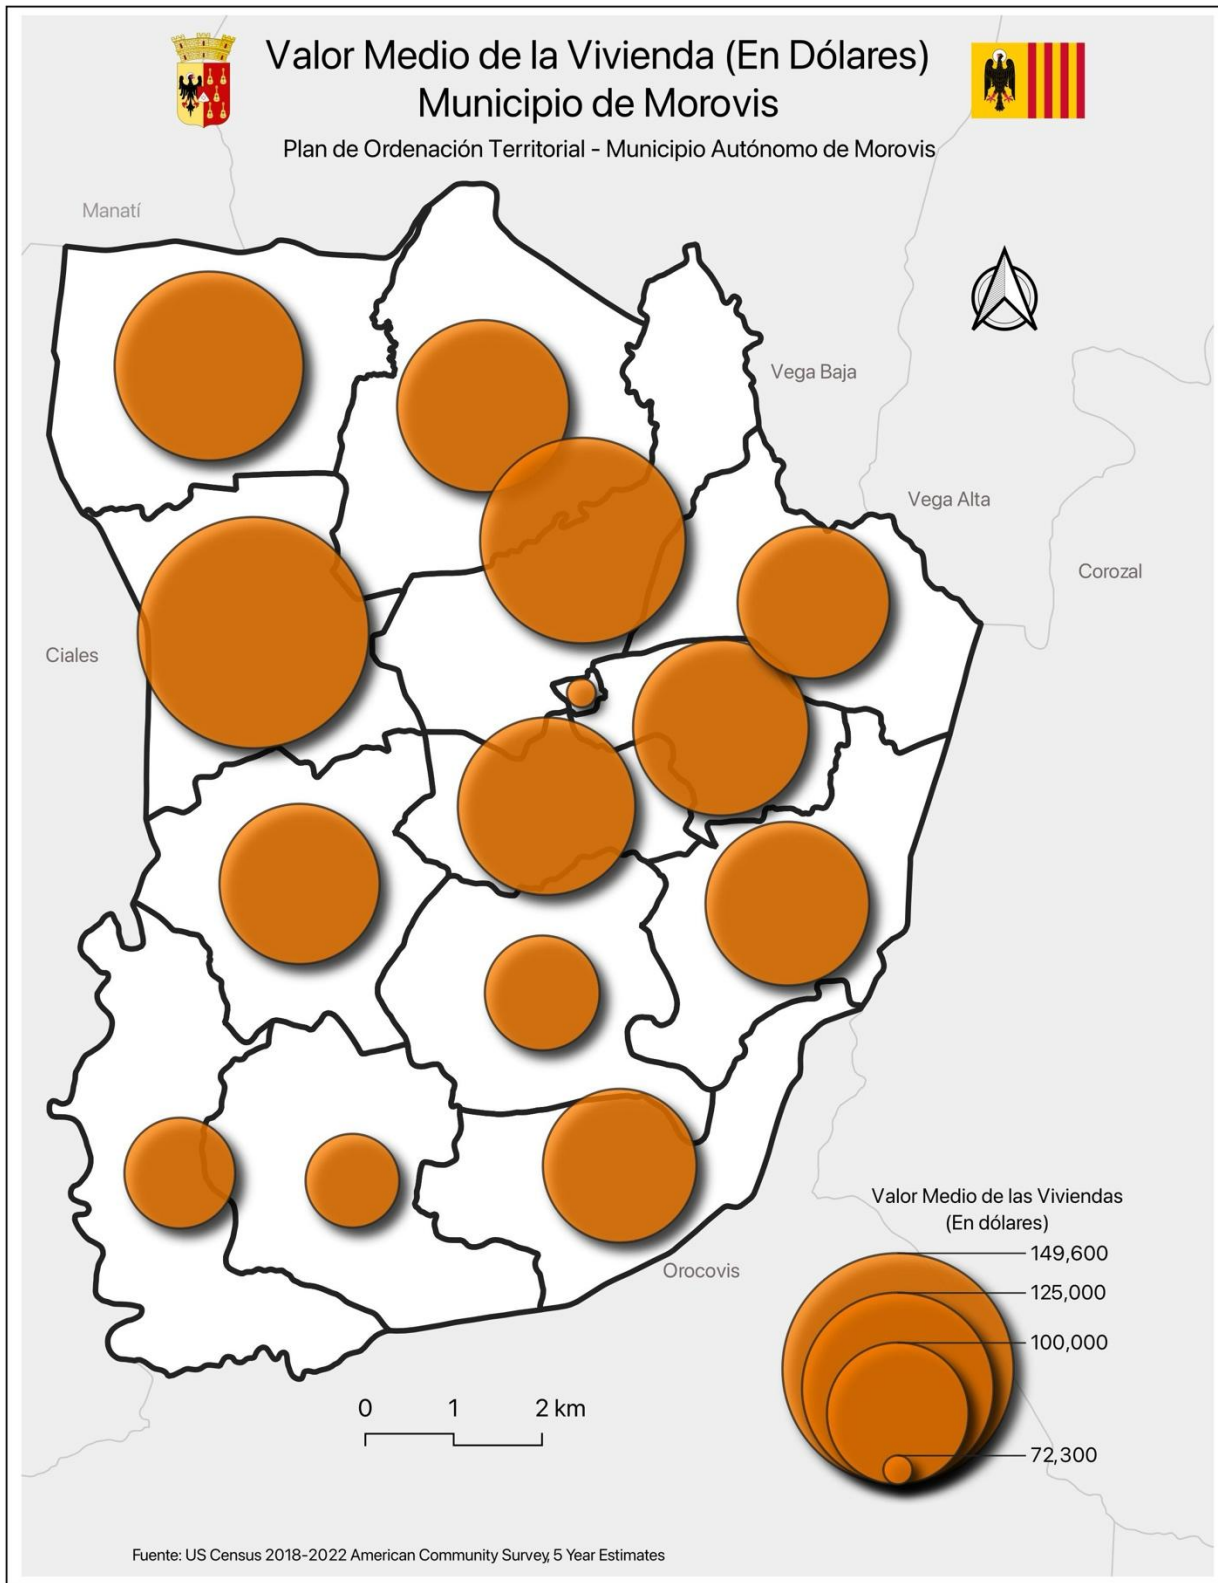 Valor Medio de la Vivienda (En Dólares)
Municipio de Morovis
Plan de Ordenación Territorial - Municipio Autónomo de Morovis
Manatí
Vega Baja
Vega Alta
Corozal
Ciales
Orocovis
Valor Medio de las Viviendas
(En dólares)
149,600
125,000
100,000
72,300
0 1 2 km
Fuente: US Census 2018-2022 American Community Survey, 5 Year Estimates